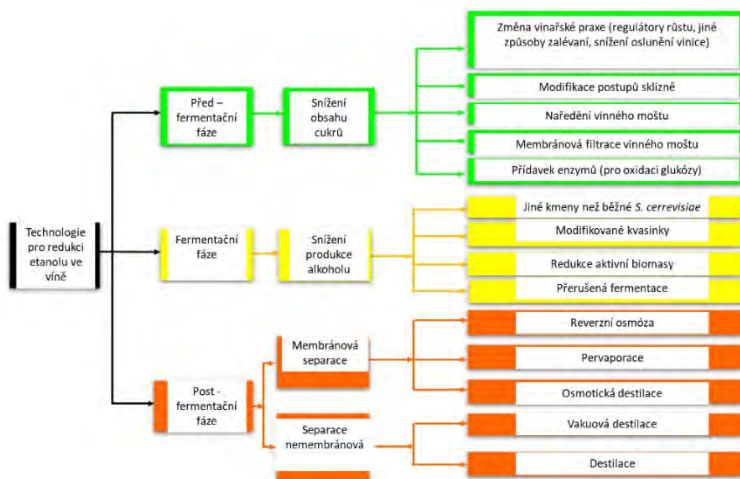 Technologie
pro redukci
etanolu ve
víně
Před –
fermentační
fáze
Snížení
obsahu
cukrů
Změna vinařské praxe (regulátory růstu, jiné
způsoby zalévaní, snížení oslunění vinice)
Modifikace postupů sklizně
Naředění vinného moštu
Membránová filtrace vinného moštu
Přídavek enzymů (pro oxidaci glukózy)
Fermentační
fáze
Snížení
produkce
alkoholu
Jiné kmeny než běžné S. cerrevisiae
Modifikované kvasinky
Redukce aktivní biomasy
Přerušená fermentace
Post -
fermentační
fáze
Membránová
separace
Reverzní osmóza
Pervaporace
Osmotická destilace
Separace
nemembránová
Vakuová destilace
Destilace